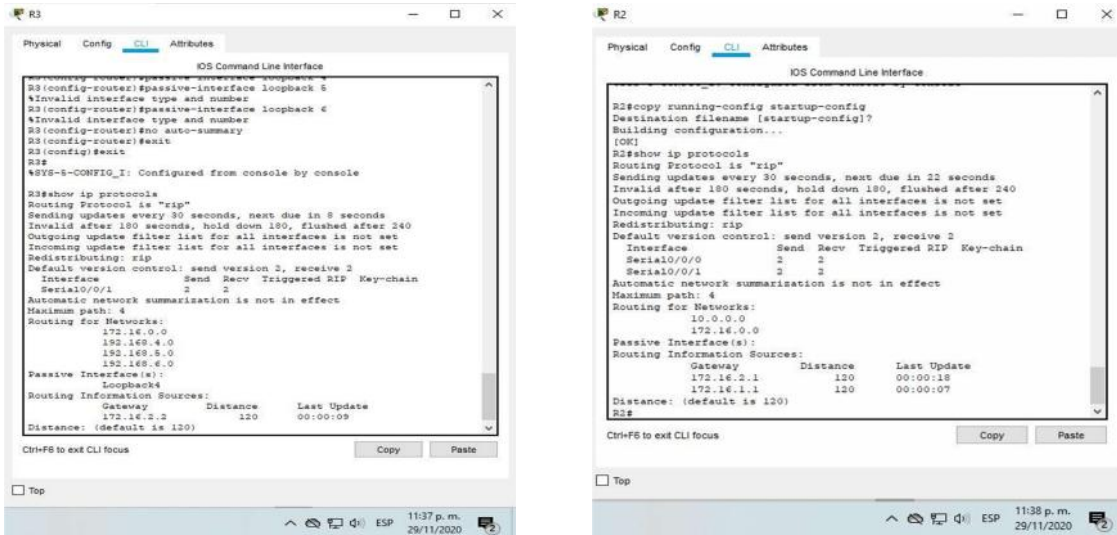 R3
Physical Config CLI Attributes
IOS Command Line Interface
R3(config-router)#passive-interface loopback 4
R3(config-router)#passive-interface loopback 5
%Invalid interface type and number
R3(config-router)#passive-interface loopback 6
%Invalid interface type and number
R3(config-router)#no auto-summary
R3(config-router)#exit
R3(config)#exit
R3#
%SYS-5-CONFIG_I: Configured from console by console
R3#show ip protocols
Routing Protocol is "rip"
Sending updates every 30 seconds, next due in 8 seconds
Invalid after 180 seconds, hold down 180, flushed after 240
Outgoing update filter list for all interfaces is not set
Incoming update filter list for all interfaces is not set
Redistributing: rip
Default version control: send version 2, receive 2
Interface Send Recv Triggered RIP Key-chain
Serial0/0/1 2 2
Automatic network summarization is not in effect
Maximum path: 4
Routing for Networks:
172.16.0.0
192.168.4.0
192.168.5.0
192.168.6.0
Passive Interface(s):
Loopback4
Routing Information Sources:
Gateway Distance Last Update
172.16.2.2 120 00:00:09
Distance: (default is 120)
Ctrl+F6 to exit CLI focus
Copy Paste
Top
ESP 11:37 p. m.
29/11/2020
2
R2
Physical Config CLI Attributes
IOS Command Line Interface
R2#copy running-config startup-config
Destination filename [startup-config]?
Building configuration...
[OK]
R2#show ip protocols
Routing Protocol is "rip"
Sending updates every 30 seconds, next due in 22 seconds
Invalid after 180 seconds, hold down 180, flushed after 240
Outgoing update filter list for all interfaces is not set
Incoming update filter list for all interfaces is not set
Redistributing: rip
Default version control: send version 2, receive 2
Interface Send Recv Triggered RIP Key-chain
Serial0/0/0 2 2
Serial0/0/1 2 2
Automatic network summarization is not in effect
Maximum path: 4
Routing for Networks:
10.0.0.0
172.16.0.0
Passive Interface(s):
Routing Information Sources:
Gateway Distance Last Update
172.16.2.1 120 00:00:18
172.16.1.1 120 00:00:07
Distance: (default is 120)
R2#
Ctrl+F6 to exit CLI focus
Copy Paste
Top
ESP 11:38 p. m.
29/11/2020
2